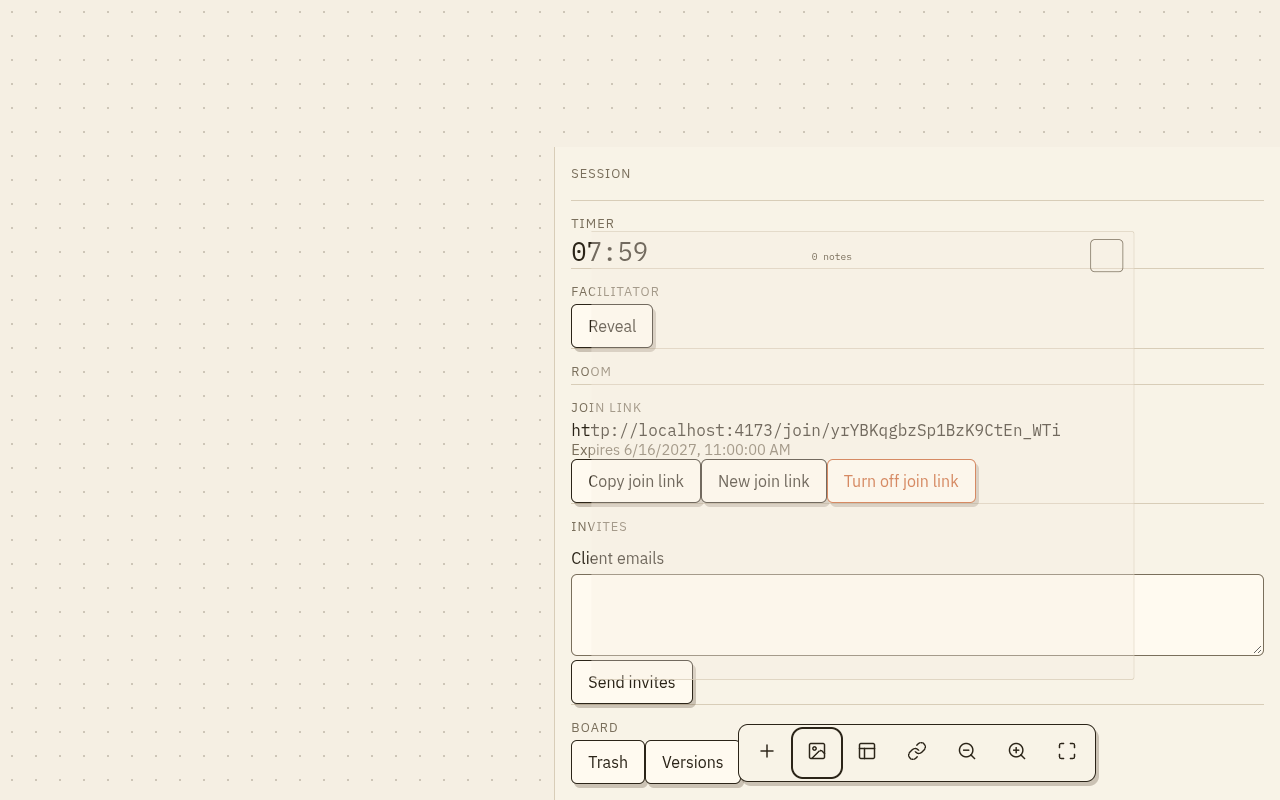 SESSION
TIMER
07:59
0 notes
FACILITATOR
Reveal
ROOM
JOIN LINK
http://localhost:4173/join/yrYBKqgbzSp1BzK9CtEn_WTi
Expires 6/16/2027, 11:00:00 AM
Copy join link New join link Turn off join link
INVITES
Client emails
Send invites
BOARD
Trash Versions